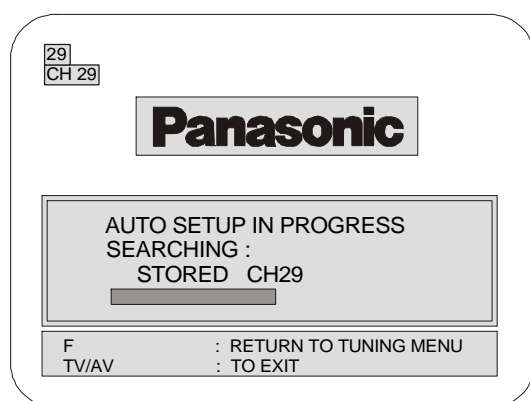 29
CH 29
Panasonic
AUTO SETUP IN PROGRESS
SEARCHING :
STORED CH29
F : RETURN TO TUNING MENU
TV/AV : TO EXIT